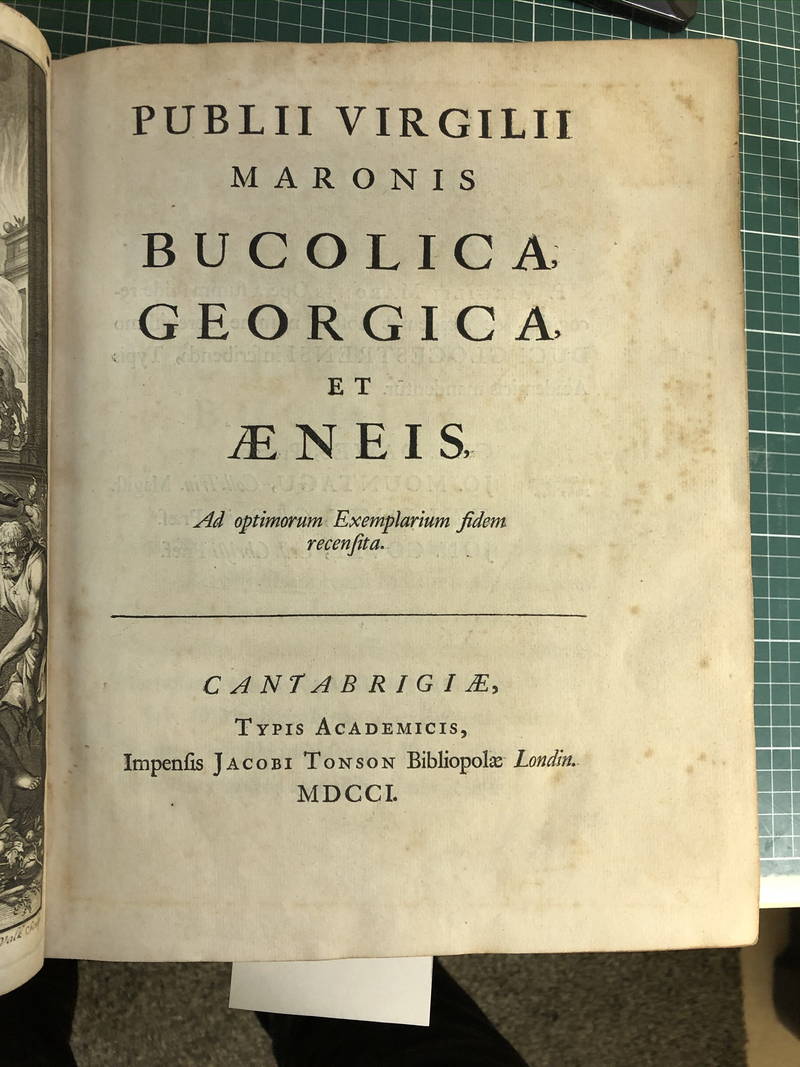 PUBLII VIRGILII
MARONIS
BUCOLICA,
GEORGICA,
ET
ÆNEIS,
Ad optimorum Exemplarium fidem
recenſita.
CANTABRIGIÆ,
TYPIS ACADEMICIS,
Impenſis JACOBI TONSON Bibliopolæ Londin.
MDCCI.